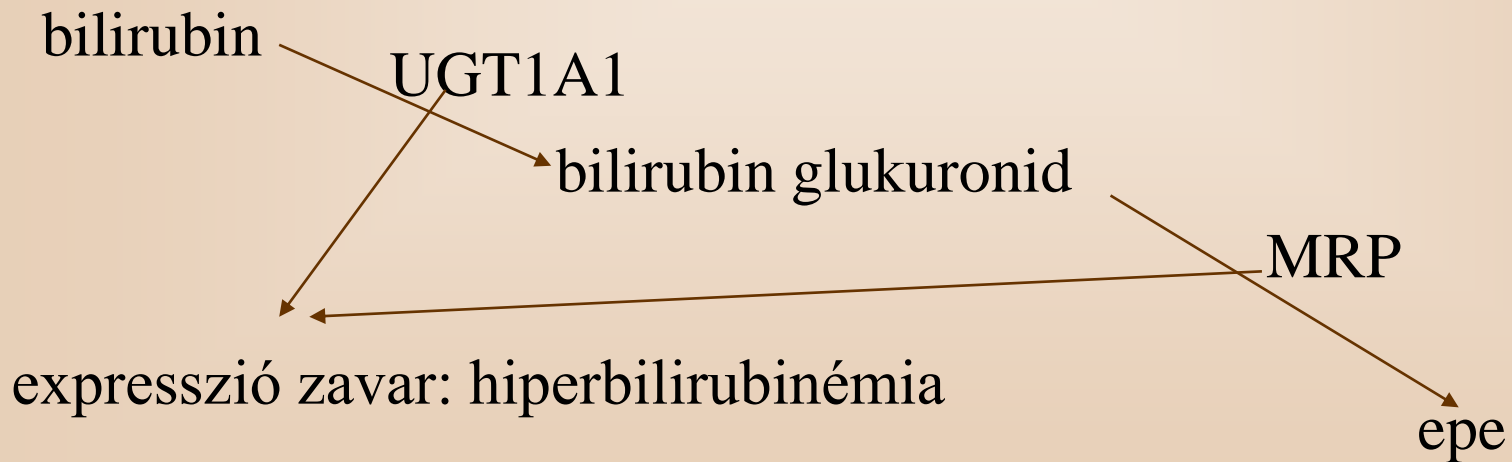 bilirubin
UGT1A1
bilirubin glukuronid
MRP
expresszió zavar: hiperbilirubinémia
epe